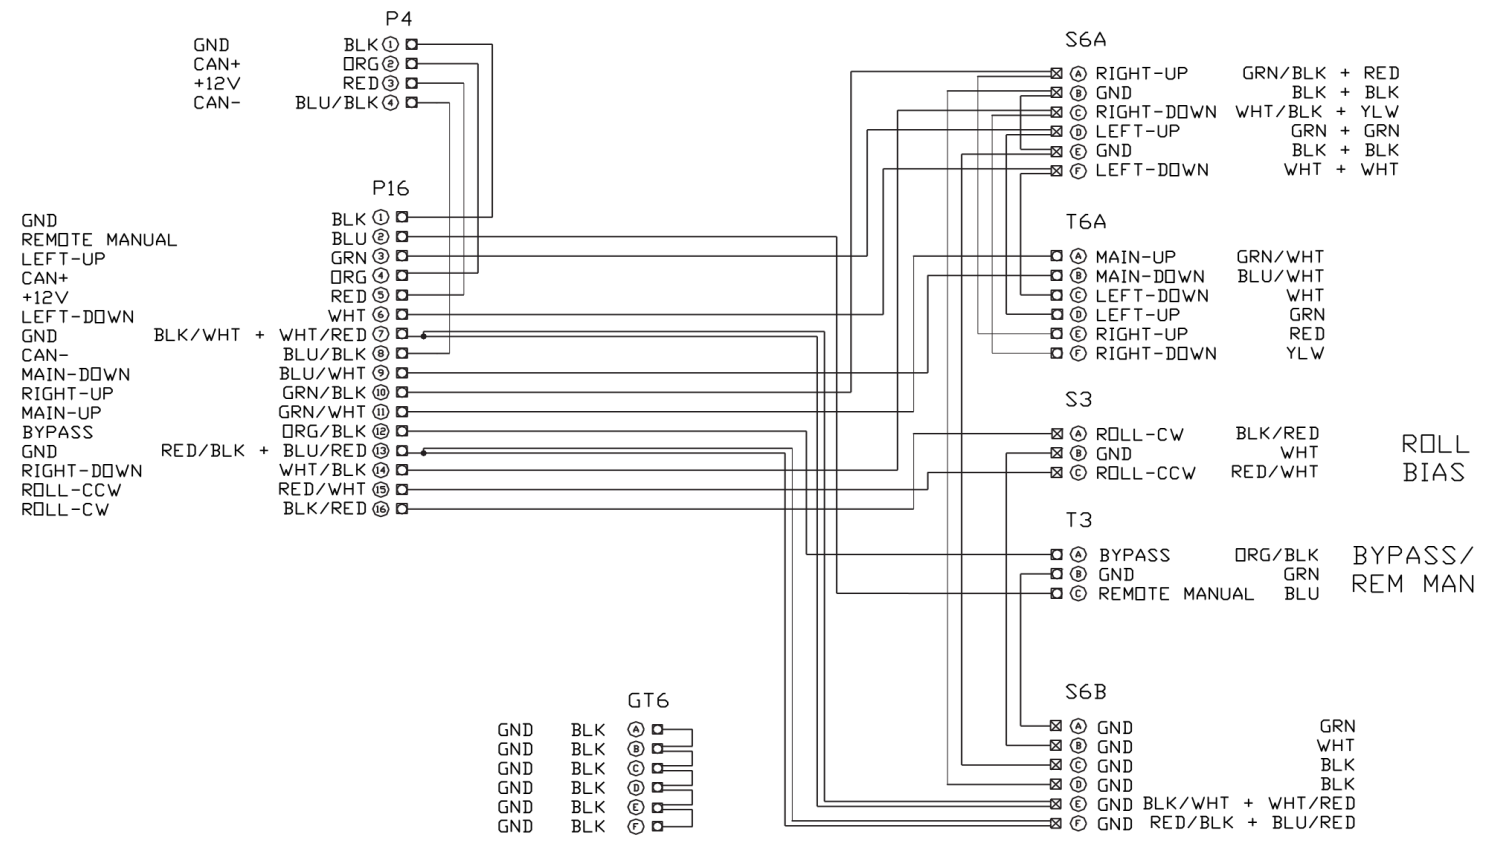 P4
GND BLK 1
CAN+ ORG 2
+12V RED 3
CAN- BLU/BLK 4
P16
GND BLK 1
REMOTE MANUAL BLU 2
LEFT-UP GRN 3
CAN+ ORG 4
+12V RED 5
LEFT-DOWN WHT 6
GND BLK/WHT + WHT/RED 7
CAN- BLU/BLK 8
MAIN-DOWN BLU/WHT 9
RIGHT-UP GRN/BLK 10
MAIN-UP GRN/WHT 11
BYPASS ORG/BLK 12
GND RED/BLK + BLU/RED 13
RIGHT-DOWN WHT/BLK 14
ROLL-CCW RED/WHT 15
ROLL-CW BLK/RED 16
GT6
GND BLK A
GND BLK B
GND BLK C
GND BLK D
GND BLK E
GND BLK F
S6A
A RIGHT-UP GRN/BLK + RED
B GND BLK + BLK
C RIGHT-DOWN WHT/BLK + YLW
D LEFT-UP GRN + GRN
E GND BLK + BLK
F LEFT-DOWN WHT + WHT
T6A
A MAIN-UP GRN/WHT
B MAIN-DOWN BLU/WHT
C LEFT-DOWN WHT
D LEFT-UP GRN
E RIGHT-UP RED
F RIGHT-DOWN YLW
S3
A ROLL-CW BLK/RED
B GND WHT
C ROLL-CCW RED/WHT
ROLL
BIAS
T3
A BYPASS ORG/BLK
B GND GRN
C REMOTE MANUAL BLU
BYPASS/
REM MAN
S6B
A GND GRN
B GND WHT
C GND BLK
D GND BLK
E GND BLK/WHT + WHT/RED
F GND RED/BLK + BLU/RED